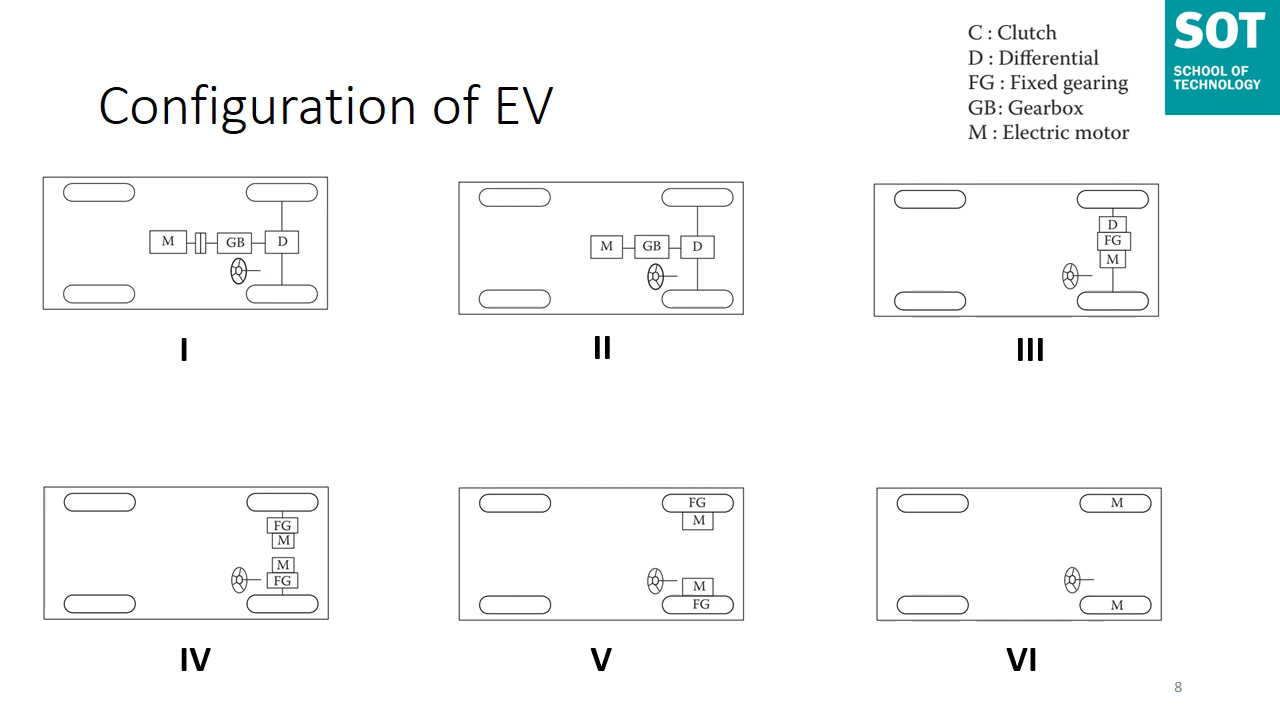 C : Clutch
D : Differential
FG : Fixed gearing
GB: Gearbox
M : Electric motor
SOT
SCHOOL OF
TECHNOLOGY
Configuration of EV
M GB D
I
M GB D
II
D
FG
M
III
FG
M
M
FG
IV
FG
M
M
FG
V
M
M
VI
8